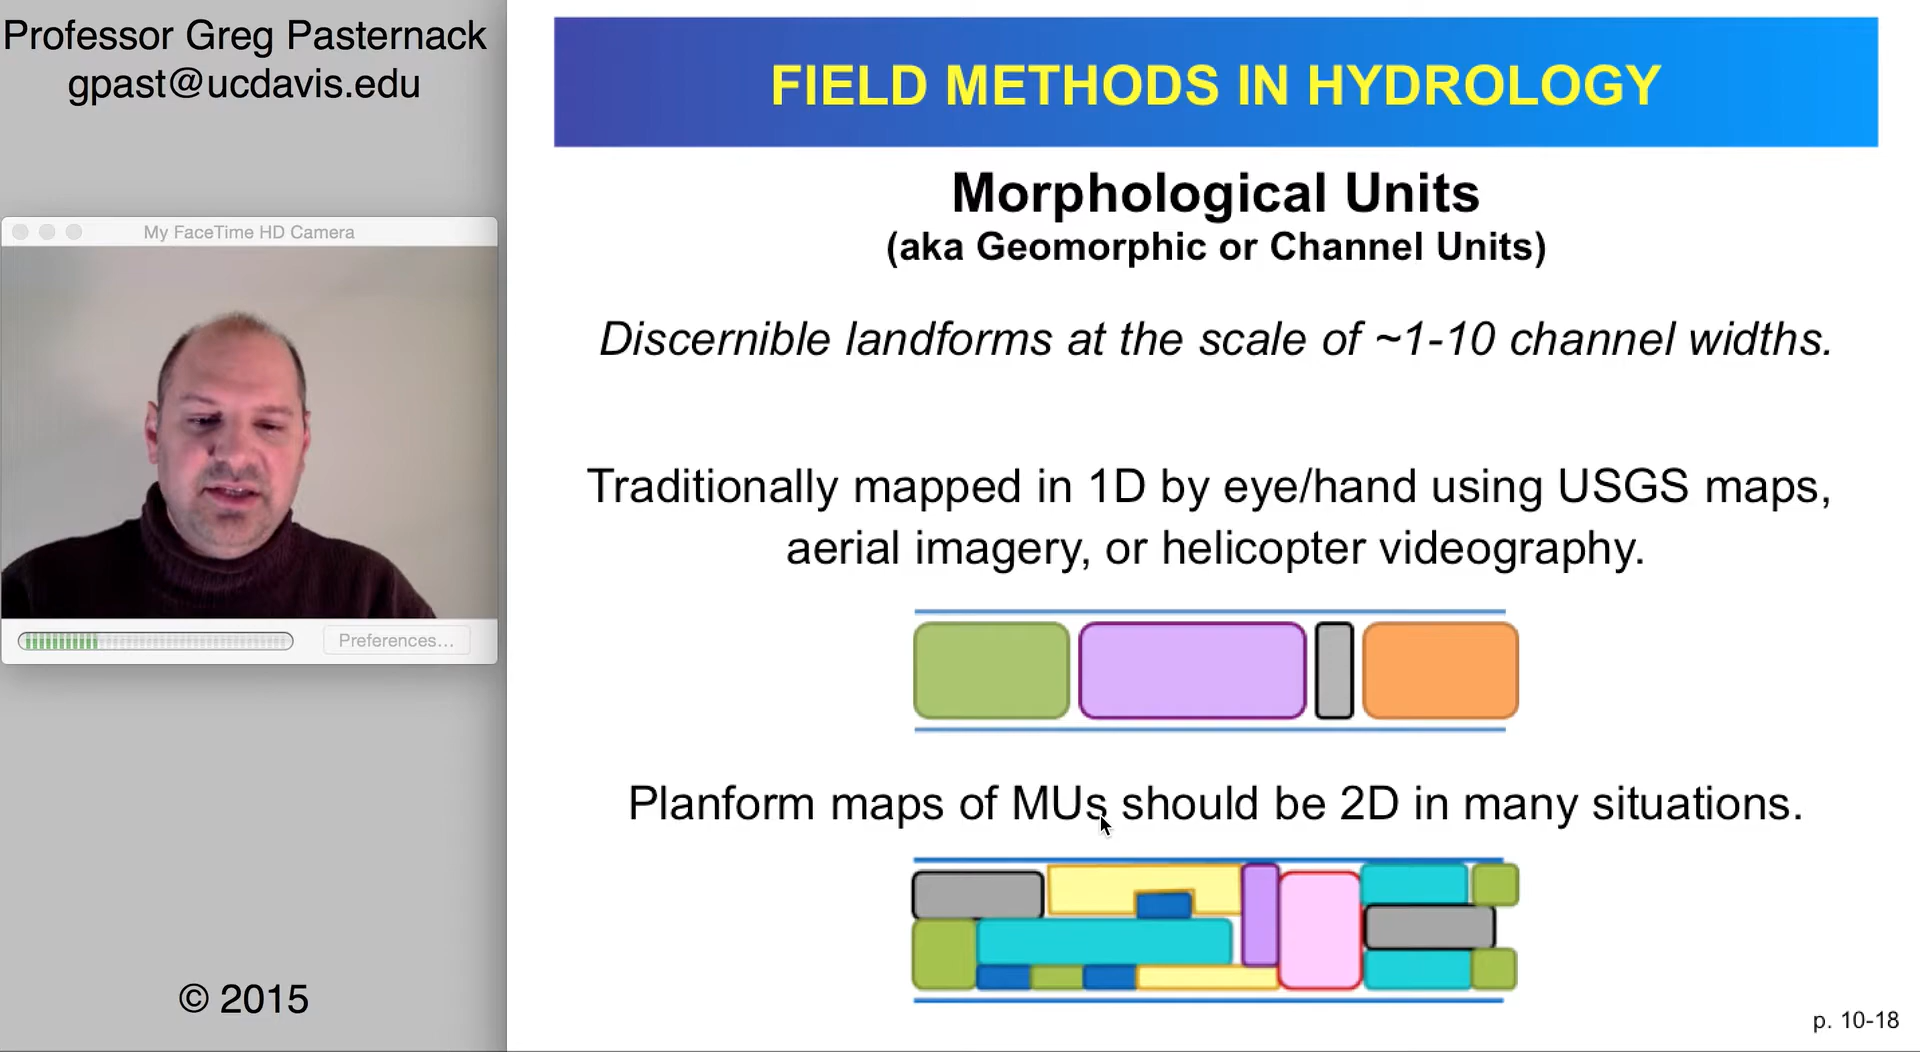 Professor Greg Pasternack
gpast@ucdavis.edu
My FaceTime HD Camera
Preferences...
© 2015
FIELD METHODS IN HYDROLOGY
Morphological Units
(aka Geomorphic or Channel Units)
Discernible landforms at the scale of ~1-10 channel widths.
Traditionally mapped in 1D by eye/hand using USGS maps,
aerial imagery, or helicopter videography.
Planform maps of MUs should be 2D in many situations.
p. 10-18